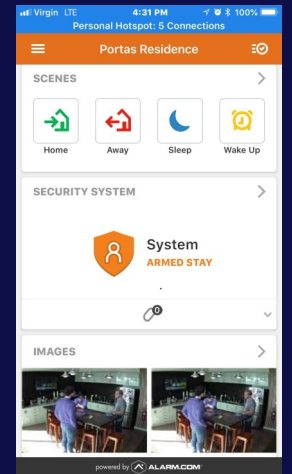 Virgin LTE 4:31 PM 100%
Personal Hotspot: 5 Connections
Portas Residence
SCENES
Home Away Sleep Wake Up
SECURITY SYSTEM
System
ARMED STAY
0
IMAGES
powered by ALARM.COM